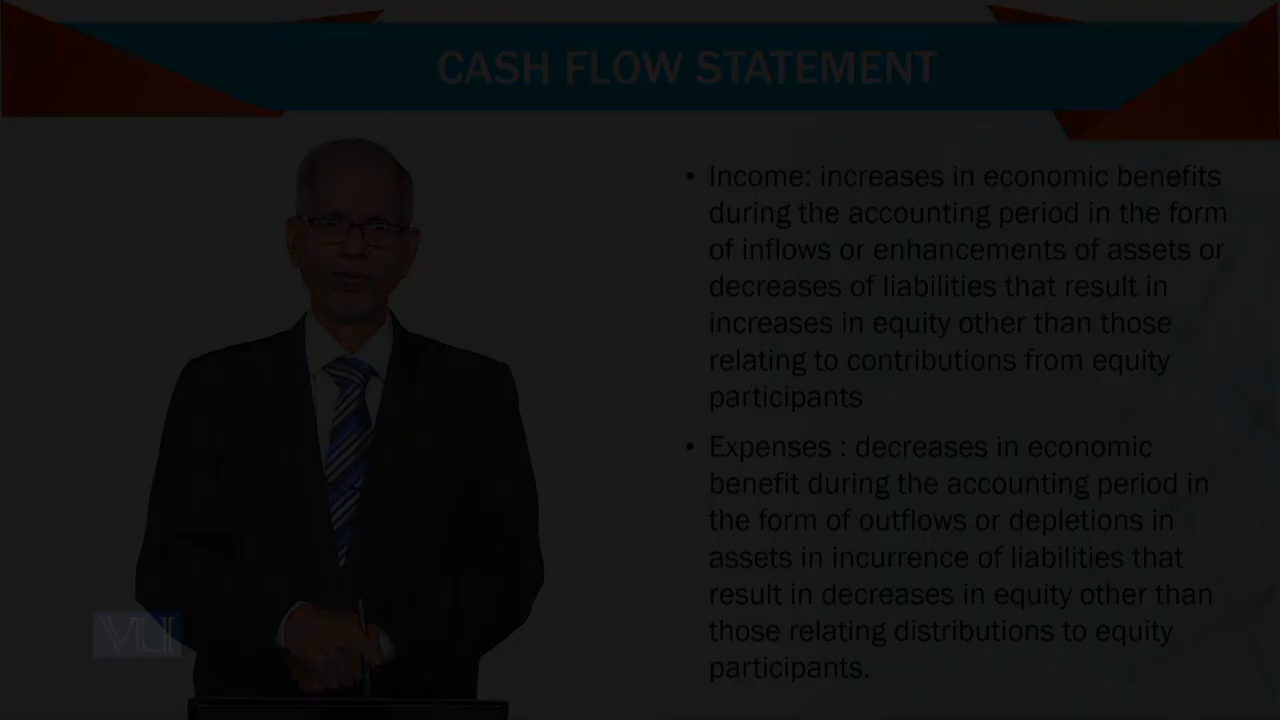 CASH FLOW STATEMENT
• Income: increases in economic benefits
during the accounting period in the form
of inflows or enhancements of assets or
decreases of liabilities that result in
increases in equity other than those
relating to contributions from equity
participants
• Expenses : decreases in economic
benefit during the accounting period in
the form of outflows or depletions in
assets in incurrence of liabilities that
result in decreases in equity other than
those relating distributions to equity
participants.
VU